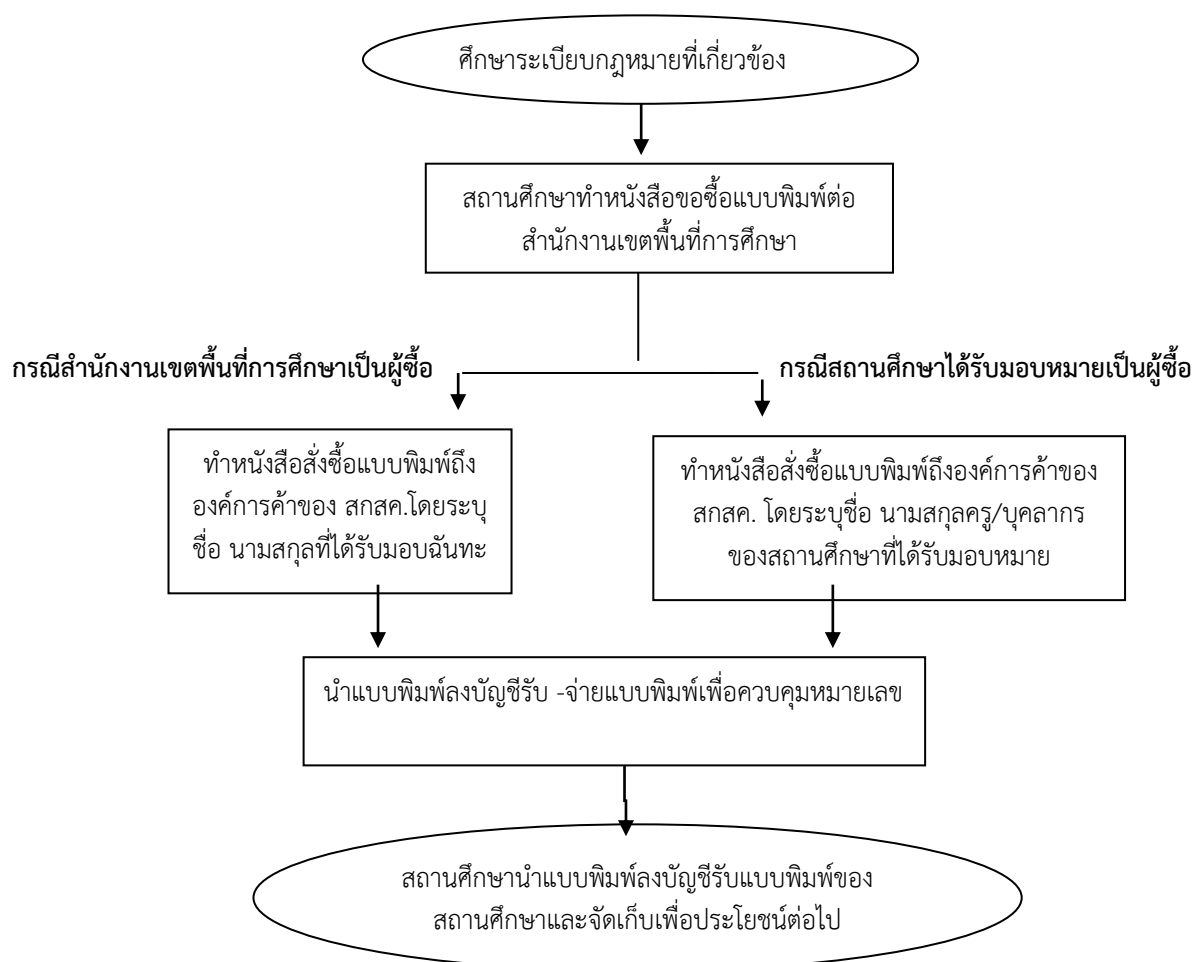 ศึกษาระเบียบกฎหมายที่เกี่ยวข้อง
สถานศึกษาทำหนังสือขอซื้อแบบพิมพ์ต่อ
สำนักงานเขตพื้นที่การศึกษา
กรณีสำนักงานเขตพื้นที่การศึกษาเป็นผู้ซื้อ
กรณีสถานศึกษาได้รับมอบหมายเป็นผู้ซื้อ
ทำหนังสือสั่งซื้อแบบพิมพ์ถึง
องค์การค้าของ สกสค.โดยระบุ
ชื่อ นามสกุลที่ได้รับมอบฉันทะ
ทำหนังสือสั่งซื้อแบบพิมพ์ถึงองค์การค้าของ
สกสค. โดยระบุชื่อ นามสกุลครู/บุคลากร
ของสถานศึกษาที่ได้รับมอบหมาย
นำแบบพิมพ์ลงบัญชีรับ -จ่ายแบบพิมพ์เพื่อควบคุมหมายเลข
สถานศึกษานำแบบพิมพ์ลงบัญชีรับแบบพิมพ์ของ
สถานศึกษาและจัดเก็บเพื่อประโยชน์ต่อไป